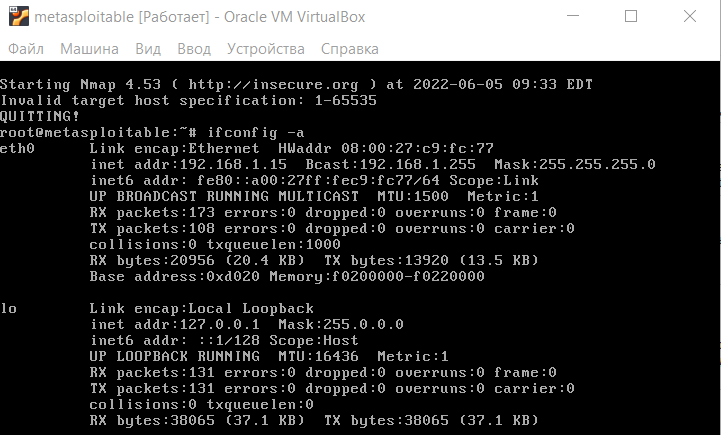 metasploitable [Работает] - Oracle VM VirtualBox
Файл Машина Вид Ввод Устройства Справка
Starting Nmap 4.53 ( http://insecure.org ) at 2022-06-05 09:33 EDT
Invalid target host specification: 1-65535
QUITTING!
root@metasploitable:~# ifconfig -a
eth0 Link encap:Ethernet HWaddr 08:00:27:c9:fc:77
inet addr:192.168.1.15 Bcast:192.168.1.255 Mask:255.255.255.0
inet6 addr: fe80::a00:27ff:fec9:fc77/64 Scope:Link
UP BROADCAST RUNNING MULTICAST MTU:1500 Metric:1
RX packets:173 errors:0 dropped:0 overruns:0 frame:0
TX packets:108 errors:0 dropped:0 overruns:0 carrier:0
collisions:0 txqueuelen:1000
RX bytes:20956 (20.4 KB) TX bytes:13920 (13.5 KB)
Base address:0xd020 Memory:f0200000-f0220000
lo Link encap:Local Loopback
inet addr:127.0.0.1 Mask:255.0.0.0
inet6 addr: ::1/128 Scope:Host
UP LOOPBACK RUNNING MTU:16436 Metric:1
RX packets:131 errors:0 dropped:0 overruns:0 frame:0
TX packets:131 errors:0 dropped:0 overruns:0 carrier:0
collisions:0 txqueuelen:0
RX bytes:38065 (37.1 KB) TX bytes:38065 (37.1 KB)